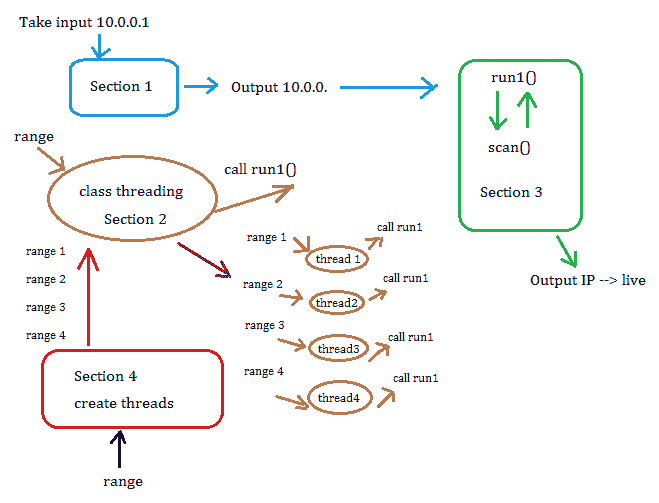 Take input 10.0.0.1
Section 1
Output 10.0.0.
run1()
scan()
Section 3
Output IP --> live
range
class threading
Section 2
call run1()
range 1
range 2
range 3
range 4
Section 4
create threads
range
range 1
thread 1
call run1
range 2
thread2
call run1
range 3
thread3
call run1
range 4
thread4
call run1